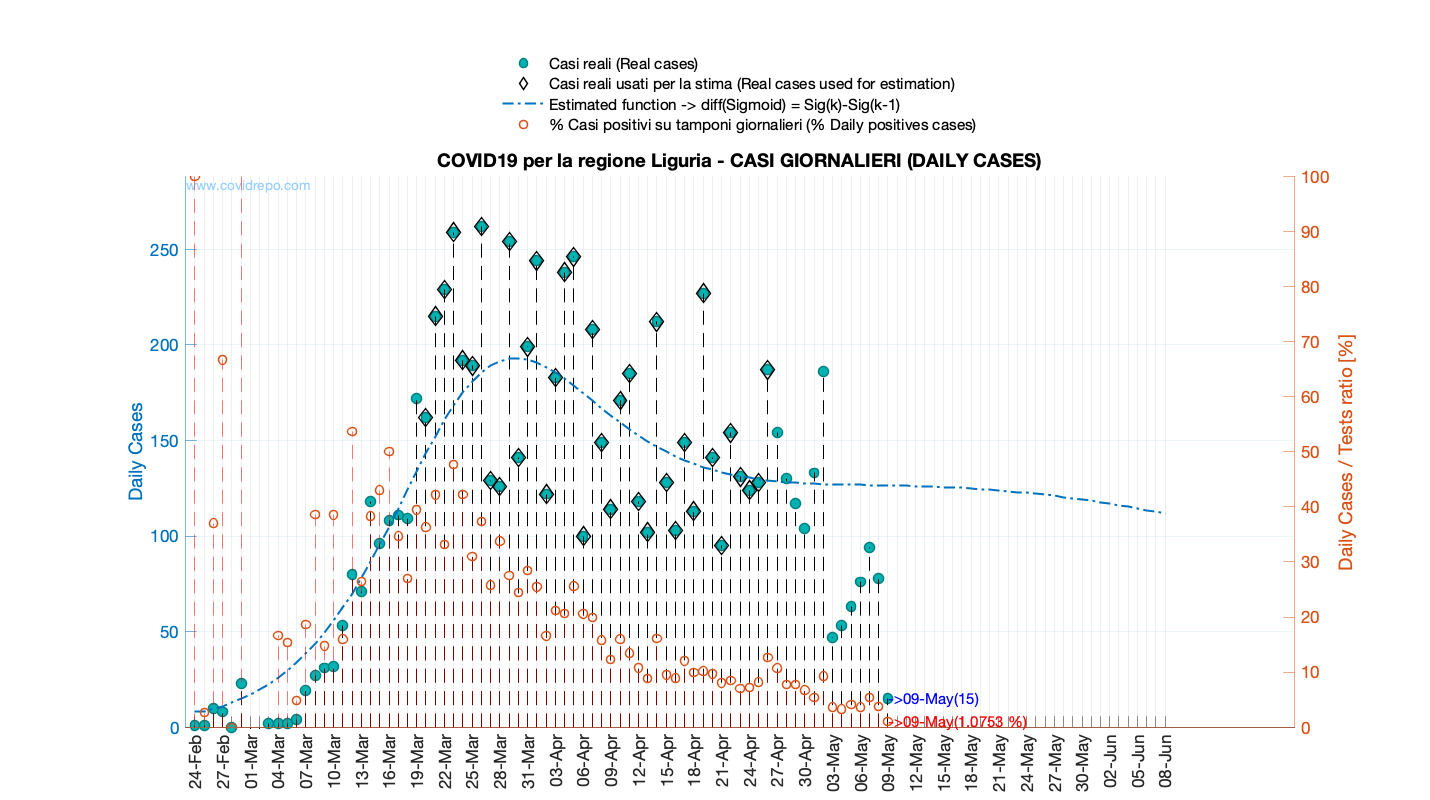 Casi reali (Real cases)
Casi reali usati per la stima (Real cases used for estimation)
Estimated function -> diff(Sigmoid) = Sig(k)-Sig(k-1)
% Casi positivi su tamponi giornalieri (% Daily positives cases)
COVID19 per la regione Liguria - CASI GIORNALIERI (DAILY CASES)
www.covidrepo.com
Daily Cases
250
200
150
100
50
0
Daily Cases / Tests ratio [%]
100
90
80
70
60
50
40
30
20
10
0
>09-May(15)
>09-May(1.0753 %)
24-Feb
27-Feb
01-Mar
04-Mar
07-Mar
10-Mar
13-Mar
16-Mar
19-Mar
22-Mar
25-Mar
28-Mar
31-Mar
03-Apr
06-Apr
09-Apr
12-Apr
15-Apr
18-Apr
21-Apr
24-Apr
27-Apr
30-Apr
03-May
06-May
09-May
12-May
15-May
18-May
21-May
24-May
27-May
30-May
02-Jun
05-Jun
08-Jun